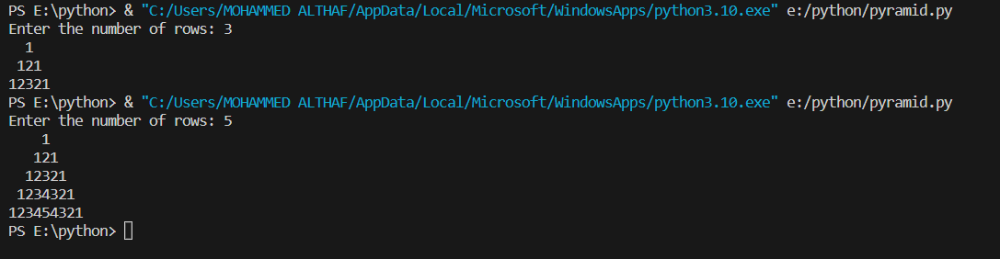 PS E:\python> & "C:/Users/MOHAMMED ALTHAF/AppData/Local/Microsoft/WindowsApps/python3.10.exe" e:/python/pyramid.py
Enter the number of rows: 3
  1
 121
12321
PS E:\python> & "C:/Users/MOHAMMED ALTHAF/AppData/Local/Microsoft/WindowsApps/python3.10.exe" e:/python/pyramid.py
Enter the number of rows: 5
    1
   121
  12321
 1234321
123454321
PS E:\python>